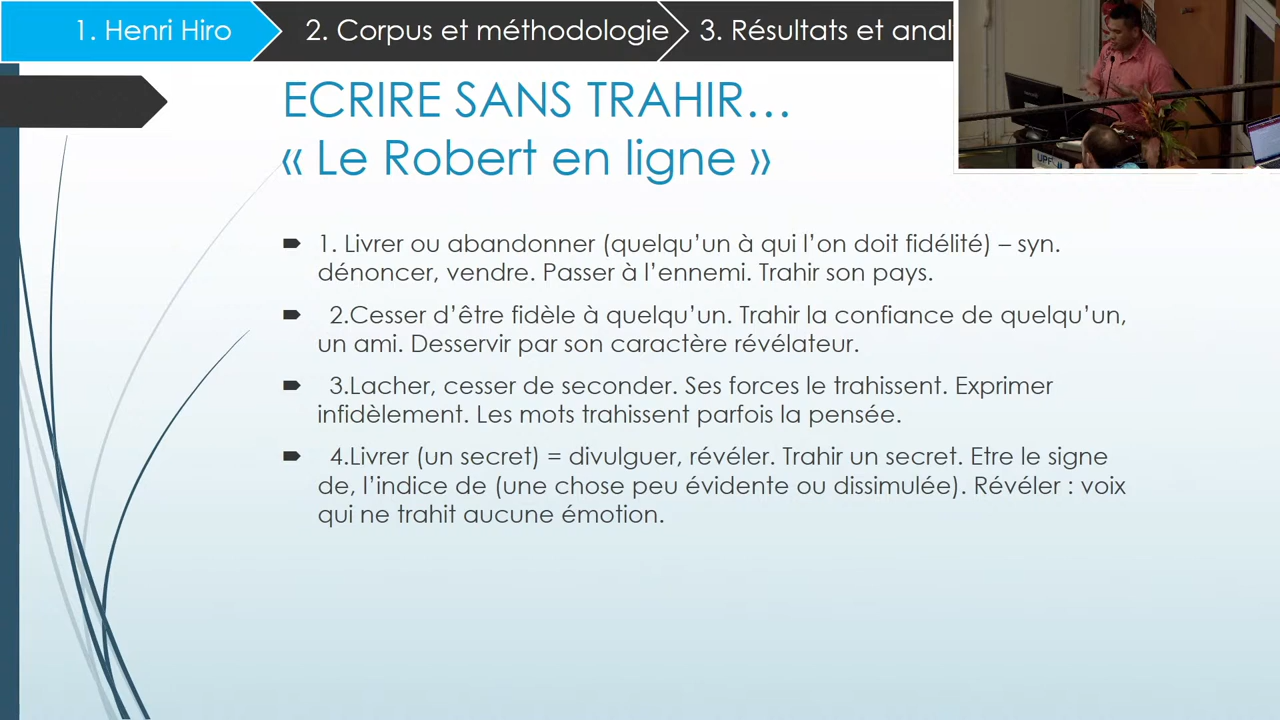 1. Henri Hiro
2. Corpus et méthodologie
3. Résultats et anal
ECRIRE SANS TRAHIR…
« Le Robert en ligne »
1. Livrer ou abandonner (quelqu’un à qui l’on doit fidélité) – syn.
dénoncer, vendre. Passer à l’ennemi. Trahir son pays.
2.Cesser d’être fidèle à quelqu’un. Trahir la confiance de quelqu’un,
un ami. Desservir par son caractère révélateur.
3.Lacher, cesser de seconder. Ses forces le trahissent. Exprimer
infidèlement. Les mots trahissent parfois la pensée.
4.Livrer (un secret) = divulguer, révéler. Trahir un secret. Etre le signe
de, l’indice de (une chose peu évidente ou dissimulée). Révéler : voix
qui ne trahit aucune émotion.